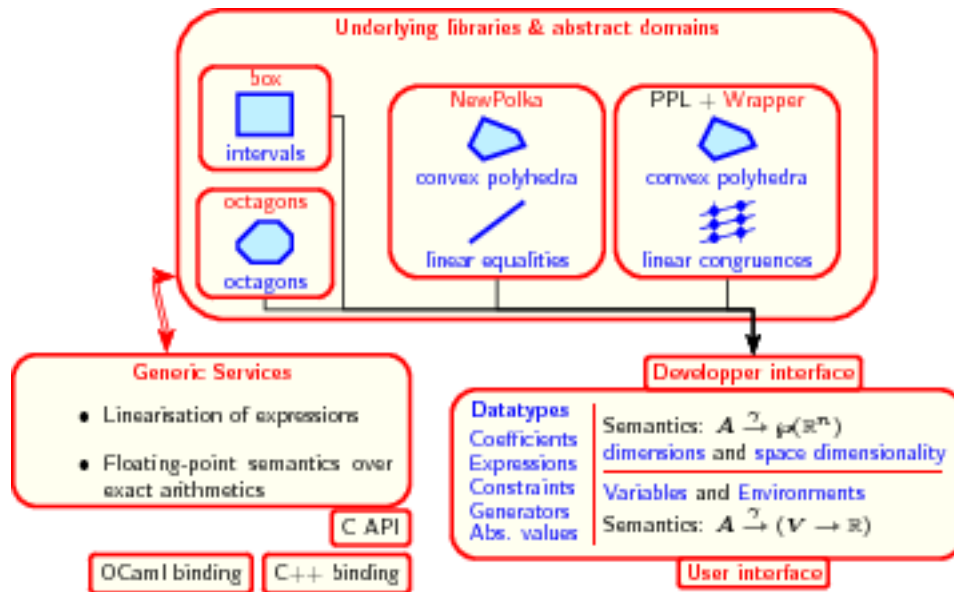 Underlying libraries & abstract domains
box
intervals
octagons
octagons
NewPolka
convex polyhedra
linear equalities
PPL + Wrapper
convex polyhedra
linear congruences
Generic Services
• Linearisation of expressions
• Floating-point semantics over
exact arithmetics
C API
OCaml binding
C++ binding
Developper interface
Datatypes
Coefficients
Expressions
Constraints
Generators
Abs. values
Semantics: A →^γ ℘(ℝⁿ)
dimensions and space dimensionality
Variables and Environments
Semantics: A →^γ (V → ℝ)
User interface